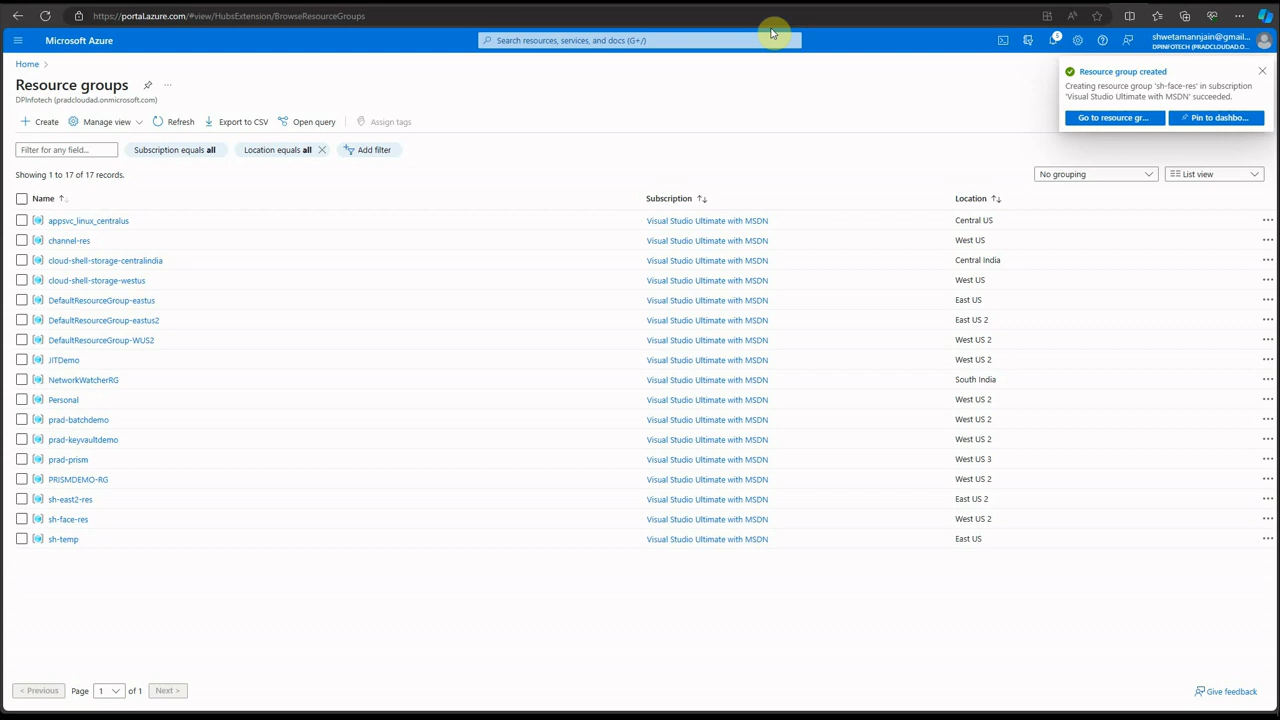 https://portal.azure.com/#view/HubsExtension/BrowseResourceGroups
Microsoft Azure
Search resources, services, and docs (G+/)
5
shwetamannjain@gmail...
DPINFOTECH (PRADCLOUDAD.O...
Home >
Resource groups
DPInfotech (pradcloudad.onmicrosoft.com)
Resource group created
Creating resource group 'sh-face-res' in subscription
'Visual Studio Ultimate with MSDN' succeeded.
Go to resource gr... Pin to dashbo...
Create Manage view Refresh Export to CSV Open query Assign tags
Filter for any field... Subscription equals all Location equals all Add filter
Showing 1 to 17 of 17 records. No grouping List view
Name Subscription Location
appsvc_linux_centralus Visual Studio Ultimate with MSDN Central US
channel-res Visual Studio Ultimate with MSDN West US
cloud-shell-storage-centralindia Visual Studio Ultimate with MSDN Central India
cloud-shell-storage-westus Visual Studio Ultimate with MSDN West US
DefaultResourceGroup-eastus Visual Studio Ultimate with MSDN East US
DefaultResourceGroup-eastus2 Visual Studio Ultimate with MSDN East US 2
DefaultResourceGroup-WUS2 Visual Studio Ultimate with MSDN West US 2
JITDemo Visual Studio Ultimate with MSDN West US 2
NetworkWatcherRG Visual Studio Ultimate with MSDN South India
Personal Visual Studio Ultimate with MSDN West US 2
prad-batchdemo Visual Studio Ultimate with MSDN West US 2
prad-keyvaultdemo Visual Studio Ultimate with MSDN West US 2
prad-prism Visual Studio Ultimate with MSDN West US 3
PRISMDEMO-RG Visual Studio Ultimate with MSDN West US 2
sh-east2-res Visual Studio Ultimate with MSDN East US 2
sh-face-res Visual Studio Ultimate with MSDN West US 2
sh-temp Visual Studio Ultimate with MSDN East US
< Previous Page 1 of 1 Next > Give feedback